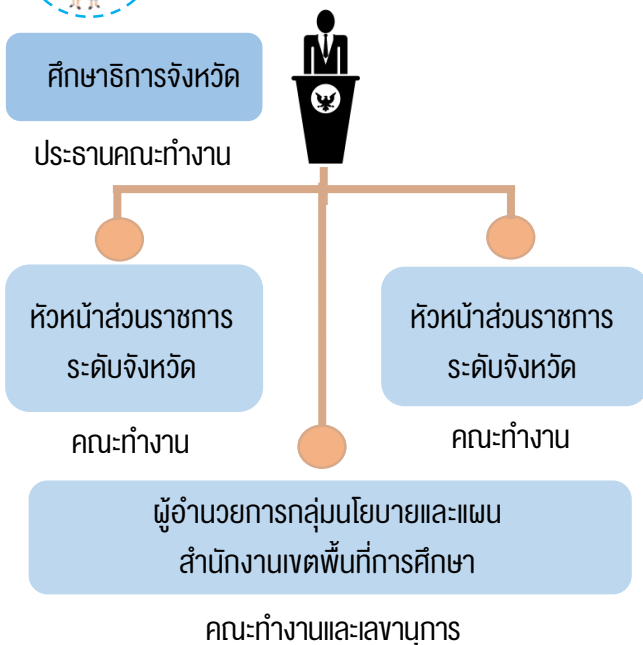 ศึกษาธิการจังหวัด
ประธานคณะทำงาน
หัวหน้าส่วนราชการ
ระดับจังหวัด
คณะทำงาน
หัวหน้าส่วนราชการ
ระดับจังหวัด
คณะทำงาน
ผู้อำนวยการกลุ่มนโยบายและแผน
สำนักงานเขตพื้นที่การศึกษา
คณะทำงานและเลขานุการ